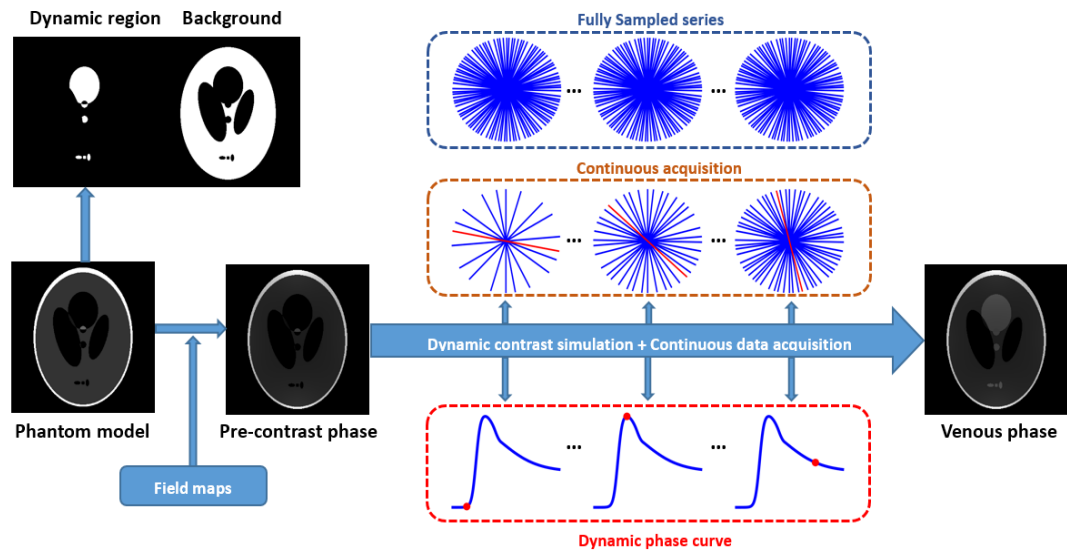 Dynamic region
Background
Fully Sampled series
... ...
Continuous acquisition
... ...
Dynamic contrast simulation + Continuous data acquisition
Phantom model
Pre-contrast phase
Venous phase
Field maps
... ...
Dynamic phase curve